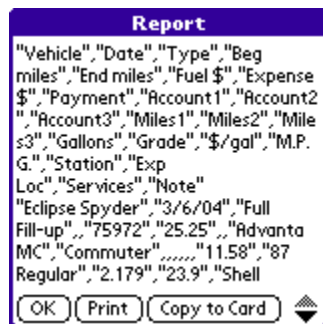 Report
"Vehicle","Date","Type","Beg
miles","End miles","Fuel $","Expense
$","Payment","Account1","Account2
","Account3","Miles1","Miles2","Mile
s3","Gallons","Grade","$/gal","M.P.
G.","Station","Exp
Loc","Services","Note"
"Eclipse Spyder","3/6/04","Full
Fill-up",,"75972","25.25",,"Advanta
MC","Commuter",,,,,,"11.58","87
Regular","2.179","23.9","Shell
OK
Print
Copy to Card